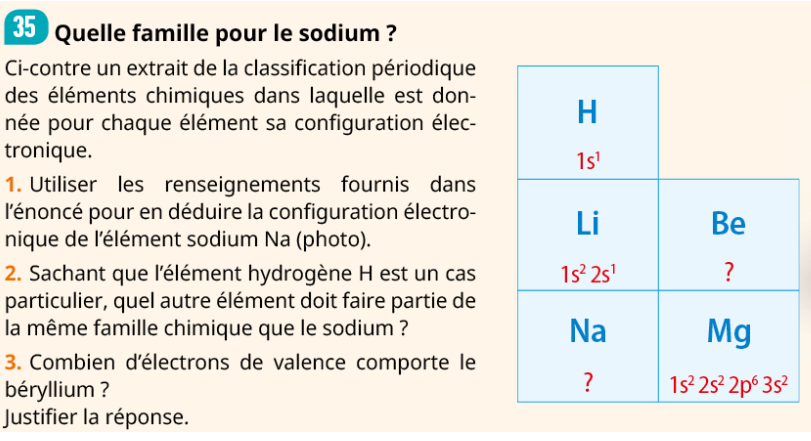 35 Quelle famille pour le sodium ?
Ci-contre un extrait de la classification périodique
des éléments chimiques dans laquelle est don-
née pour chaque élément sa configuration élec-
tronique.
1. Utiliser les renseignements fournis dans
l’énoncé pour en déduire la configuration électro-
nique de l’élément sodium Na (photo).
2. Sachant que l’élément hydrogène H est un cas
particulier, quel autre élément doit faire partie de
la même famille chimique que le sodium ?
3. Combien d’électrons de valence comporte le
béryllium ?
Justifier la réponse.
H
1s¹
Li Be
1s² 2s¹ ?
Na Mg
? 1s² 2s² 2p⁶ 3s²